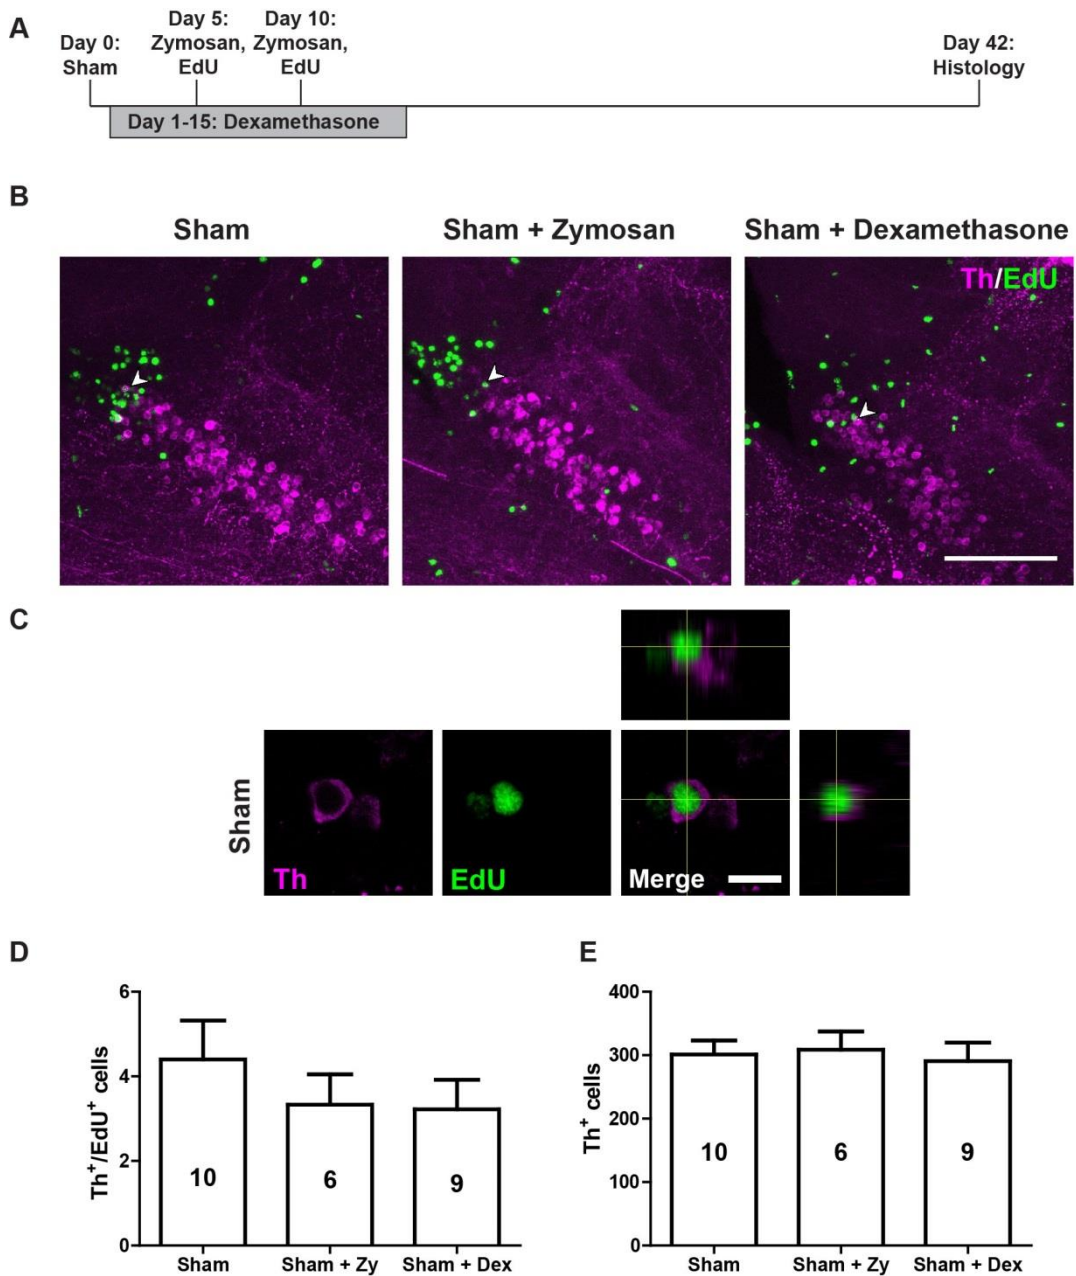 A
Day 0:
Sham
Day 5:
Zymosan,
EdU
Day 10:
Zymosan,
EdU
Day 42:
Histology
Day 1-15: Dexamethasone
B
Sham
Sham + Zymosan
Sham + Dexamethasone
Th/EdU
C
Sham
Th
EdU
Merge
D
Th⁺/EdU⁺ cells
6
4
2
0
10
6
9
Sham
Sham + Zy
Sham + Dex
E
Th⁺ cells
400
300
200
100
0
10
6
9
Sham
Sham + Zy
Sham + Dex